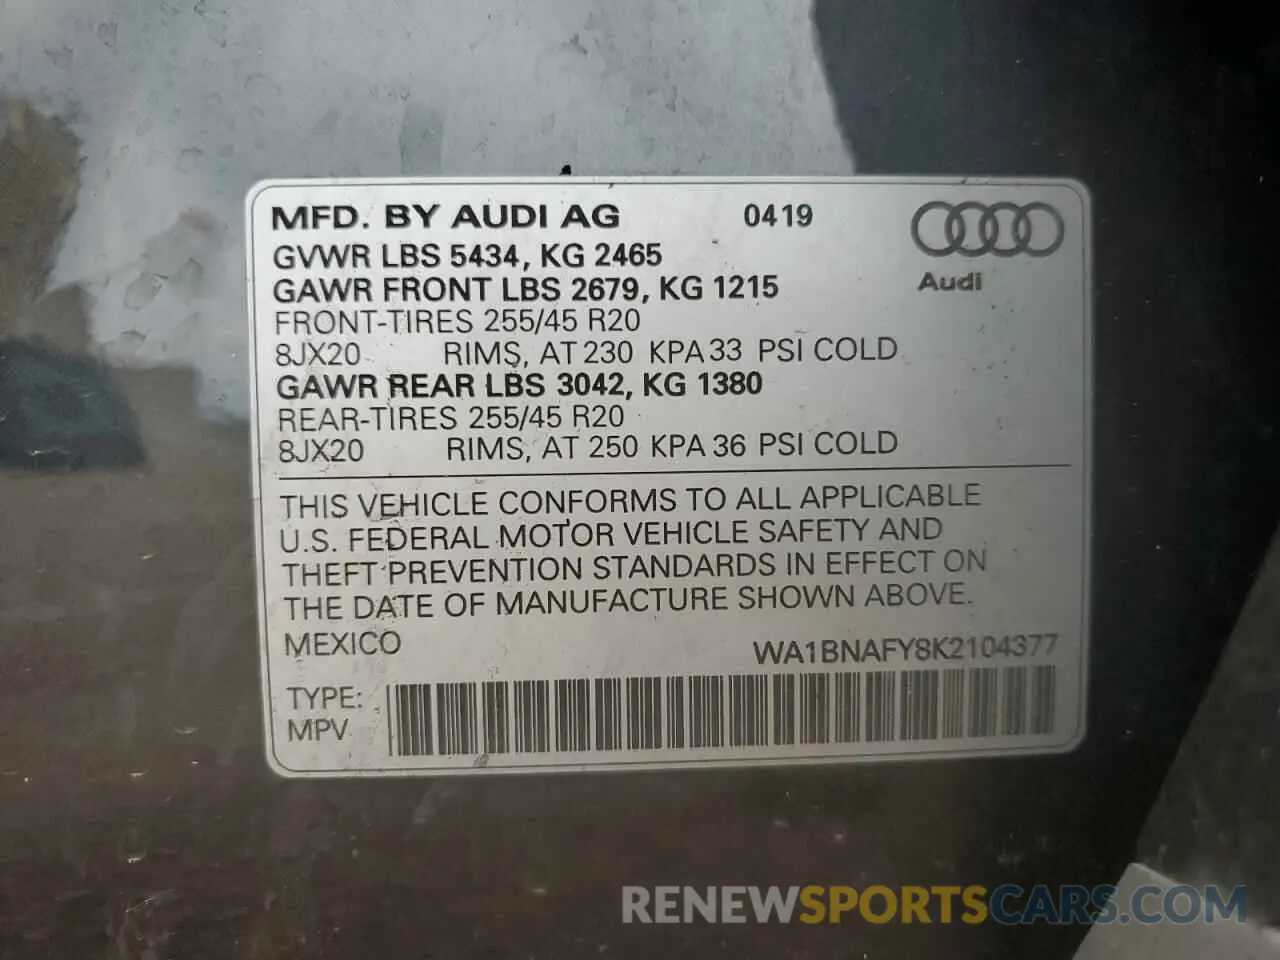 MFD. BY AUDI AG 0419
GVWR LBS 5434, KG 2465
GAWR FRONT LBS 2679, KG 1215
Audi
FRONT-TIRES 255/45 R20
8JX20 RIMS, AT 230 KPA 33 PSI COLD
GAWR REAR LBS 3042, KG 1380
REAR-TIRES 255/45 R20
8JX20 RIMS, AT 250 KPA 36 PSI COLD
THIS VEHICLE CONFORMS TO ALL APPLICABLE
U.S. FEDERAL MOTOR VEHICLE SAFETY AND
THEFT PREVENTION STANDARDS IN EFFECT ON
THE DATE OF MANUFACTURE SHOWN ABOVE.
MEXICO WA1BNAFY8K2104377
TYPE:
MPV
RENEWSPORTSCARS.COM